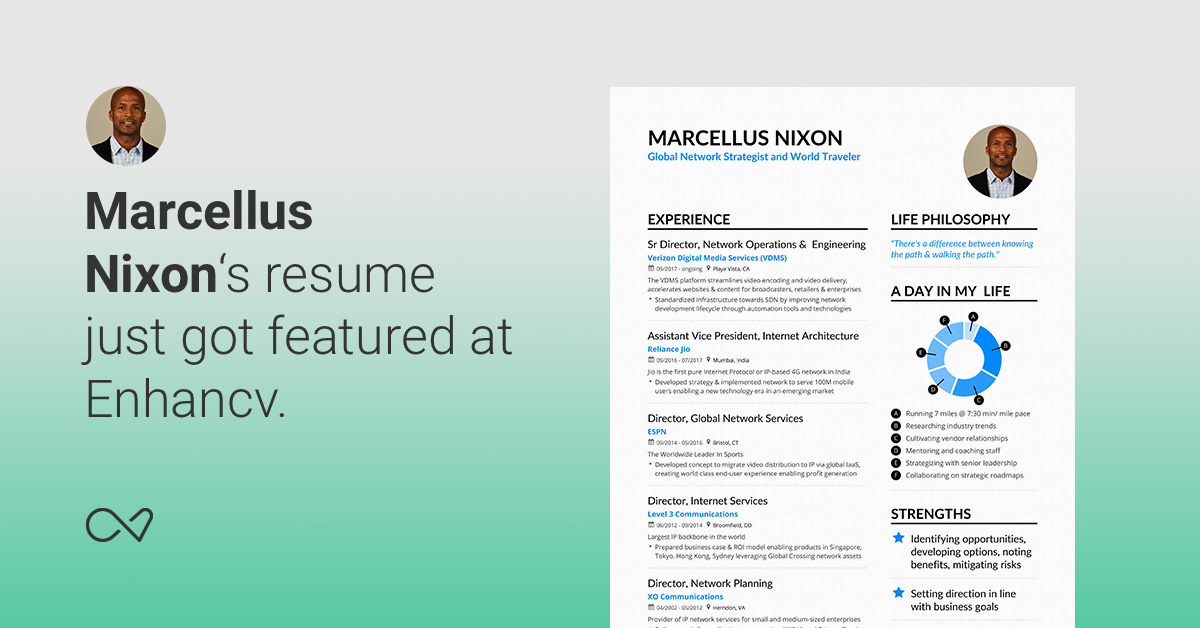 Marcellus
Nixon‘s resume
just got featured at
Enhancv.
MARCELLUS NIXON
Global Network Strategist and World Traveler
EXPERIENCE
Sr Director, Network Operations & Engineering
Verizon Digital Media Services (VDMS)
09/2017 - ongoing Playa Vista, CA
The VDMS platform streamlines video encoding and video delivery,
accelerates websites & content for broadcasters, retailers & enterprises
• Standardized infrastructure towards SDN by improving network
development lifecycle through automation tools and technologies
Assistant Vice President, Internet Architecture
Reliance Jio
05/2016 - 07/2017 Mumbai, India
Jio is the first pure Internet Protocol or IP-based 4G network in India
• Developed strategy & implemented network to serve 100M mobile
users enabling a new technology era in an emerging market
Director, Global Network Services
ESPN
09/2014 - 05/2016 Bristol, CT
The Worldwide Leader In Sports
• Developed concept to migrate video distribution to IP via global IaaS,
creating world class end-user experience enabling profit generation
Director, Internet Services
Level 3 Communications
06/2012 - 09/2014 Broomfield, CO
Largest IP backbone in the world
• Prepared business case & ROI model enabling products in Singapore,
Tokyo, Hong Kong, Sydney leveraging Global Crossing network assets
Director, Network Planning
XO Communications
04/2002 - 05/2012 Herndon, VA
Provider of IP network services for small and medium-sized enterprises
LIFE PHILOSOPHY
"There's a difference between knowing
the path & walking the path."
A DAY IN MY LIFE
A
B
C
D
E
F
A Running 7 miles @ 7:30 min/ mile pace
B Researching industry trends
C Cultivating vendor relationships
D Mentoring and coaching staff
E Strategizing with senior leadership
F Collaborating on strategic roadmaps
STRENGTHS
Identifying opportunities,
developing options, noting
benefits, mitigating risks
Setting direction in line
with business goals